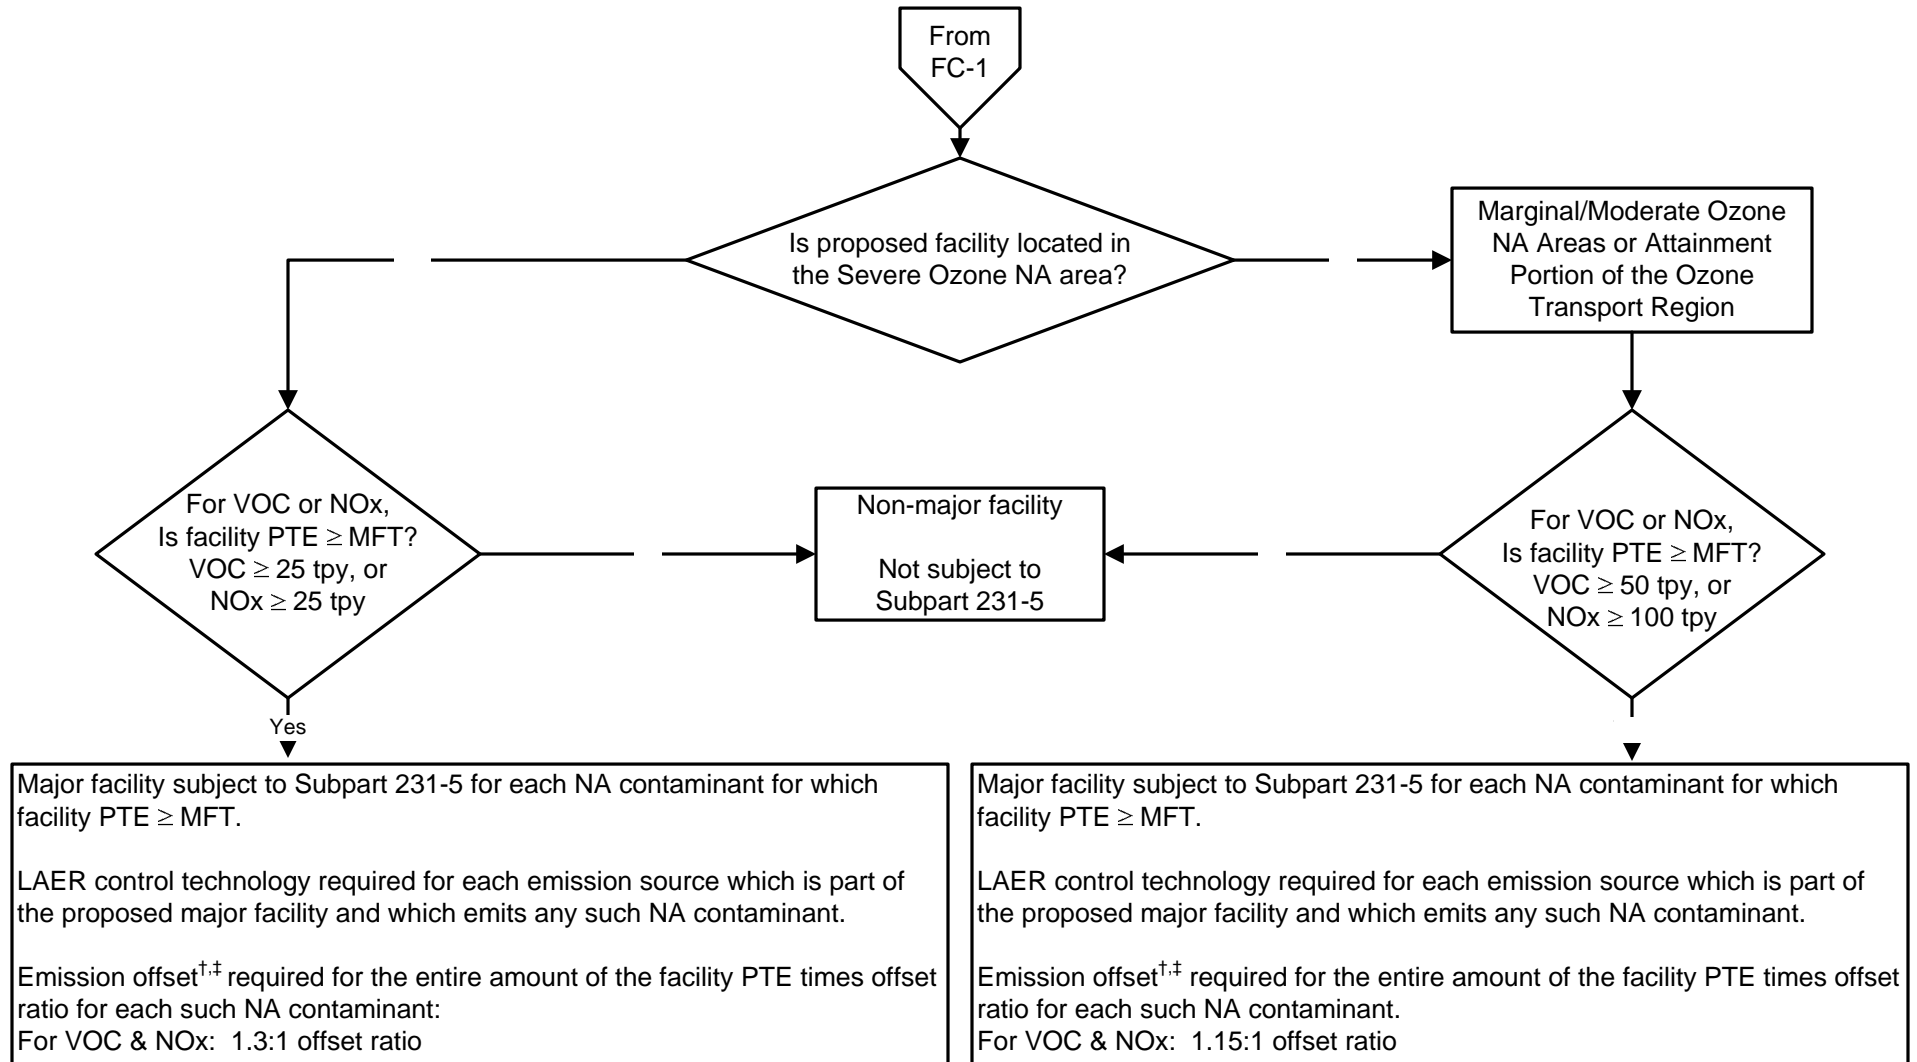 From
FC-1
Is proposed facility located in
the Severe Ozone NA area?
Marginal/Moderate Ozone
NA Areas or Attainment
Portion of the Ozone
Transport Region
For VOC or NOx,
Is facility PTE ≥ MFT?
VOC ≥ 25 tpy, or
NOx ≥ 25 tpy
Non-major facility
Not subject to
Subpart 231-5
For VOC or NOx,
Is facility PTE ≥ MFT?
VOC ≥ 50 tpy, or
NOx ≥ 100 tpy
Yes
Major facility subject to Subpart 231-5 for each NA contaminant for which
facility PTE ≥ MFT.
LAER control technology required for each emission source which is part of
the proposed major facility and which emits any such NA contaminant.
Emission offset†,‡ required for the entire amount of the facility PTE times offset
ratio for each such NA contaminant:
For VOC & NOx: 1.3:1 offset ratio
Major facility subject to Subpart 231-5 for each NA contaminant for which
facility PTE ≥ MFT.
LAER control technology required for each emission source which is part of
the proposed major facility and which emits any such NA contaminant.
Emission offset†,‡ required for the entire amount of the facility PTE times offset
ratio for each such NA contaminant.
For VOC & NOx: 1.15:1 offset ratio